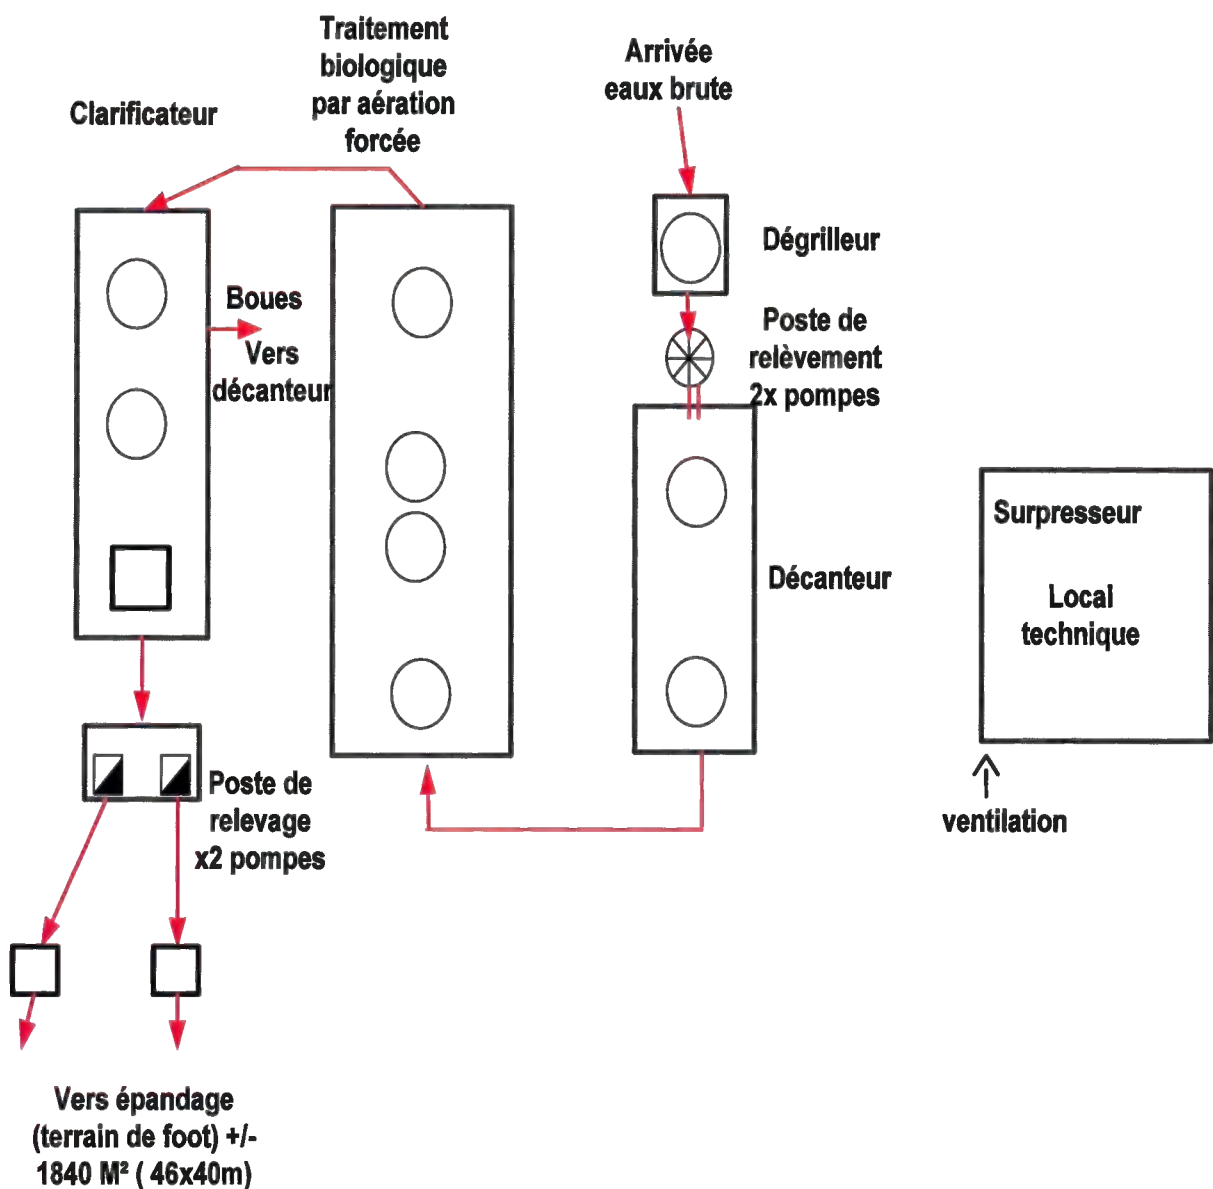 Traitement
biologique
par aération
forcée
Arrivée
eaux brute
Clarificateur
Dégrilleur
Boues
Vers
décanteur
Poste de
relèvement
2x pompes
Surpresseur
Local
technique
Décanteur
ventilation
Poste de
relevage
x2 pompes
Vers épandage
(terrain de foot) +/-
1840 M² ( 46x40m)